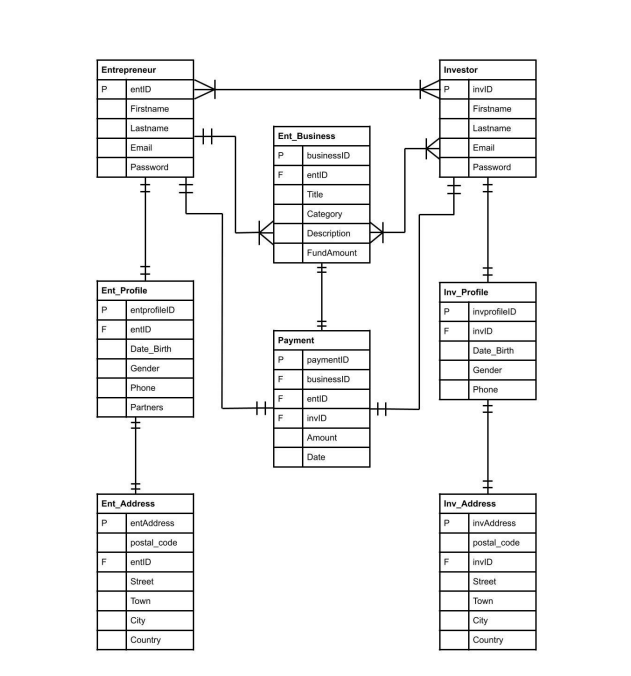 Entrepreneur
P entID
Firstname
Lastname
Email
Password
Investor
P invID
Firstname
Lastname
Email
Password
Ent_Business
P businessID
F entID
Title
Category
Description
FundAmount
Ent_Profile
P entprofileID
F entID
Date_Birth
Gender
Phone
Partners
Inv_Profile
P invprofileID
F invID
Date_Birth
Gender
Phone
Payment
P paymentID
F businessID
F entID
F invID
Amount
Date
Ent_Address
P entAddress
postal_code
F entID
Street
Town
City
Country
Inv_Address
P invAddress
postal_code
F invID
Street
Town
City
Country